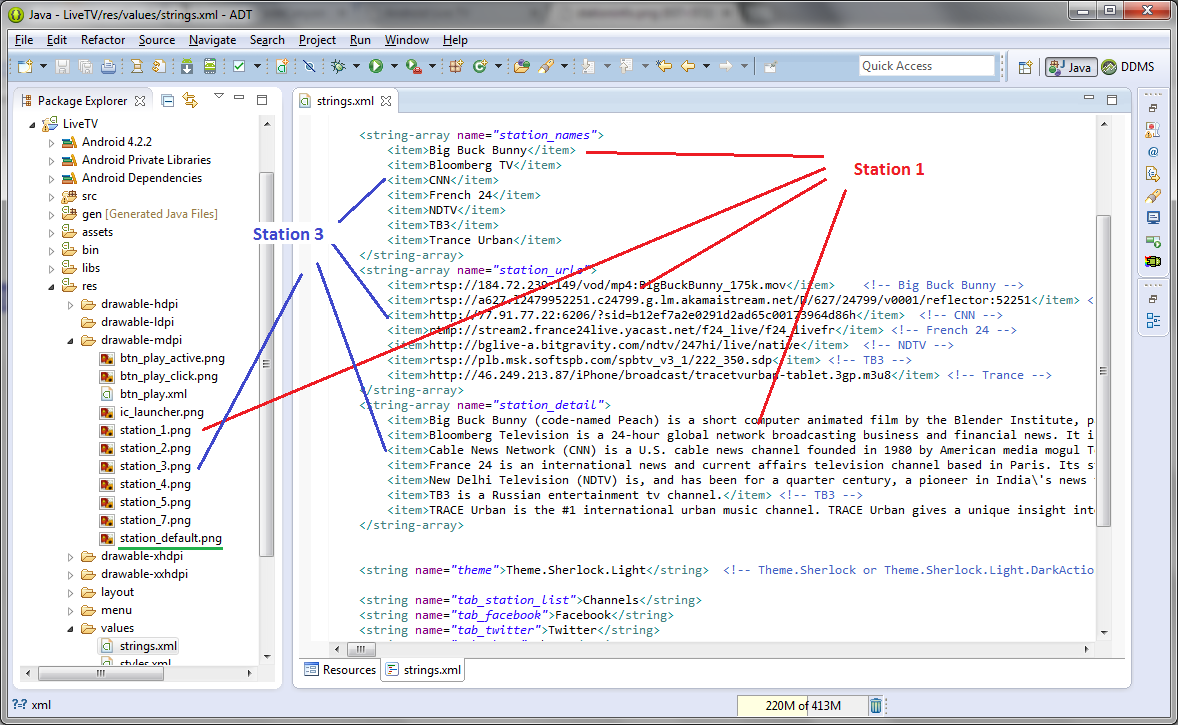 Java - LiveTV/res/values/strings.xml - ADT
File Edit Refactor Source Navigate Search Project Run Window Help
Quick Access
Java
DDMS
Package Explorer
LiveTV
Android 4.2.2
Android Private Libraries
Android Dependencies
src
gen [Generated Java Files]
assets
bin
libs
res
drawable-hdpi
drawable-ldpi
drawable-mdpi
btn_play_active.png
btn_play_click.png
btn_play.xml
ic_launcher.png
station_1.png
station_2.png
station_3.png
station_4.png
station_5.png
station_7.png
station_default.png
drawable-xhdpi
drawable-xxhdpi
layout
menu
values
strings.xml
styles.xml
Station 3
Station 1
strings.xml
<string-array name="station_names">
<item>Big Buck Bunny</item>
<item>Bloomberg TV</item>
<item>CNN</item>
<item>French 24</item>
<item>NDTV</item>
<item>TB3</item>
<item>Trance Urban</item>
</string-array>
<string-array name="station_urls">
<item>rtsp://184.72.239.149/vod/mp4:BigBuckBunny_175k.mov</item> <!-- Big Buck Bunny -->
<item>rtsp://a627.l2479952251.c24799.g.lm.akamaistream.net/D/627/24799/v0001/reflector:52251</item> <
<item>http://77.91.77.22:6206/?sid=b12ef7a2e0291d2ad65c00173964d86h</item> <!-- CNN -->
<item>rtmp://stream2.france24live.yacast.net/f24_live/f24_livefr</item> <!-- French 24 -->
<item>http://bglive-a.bitgravity.com/ndtv/247hi/live/native</item> <!-- NDTV -->
<item>rtsp://plb.msk.softspb.com/spbtv_v3_1/222_350.sdp</item> <!-- TB3 -->
<item>http://46.249.213.87/iPhone/broadcast/tracetvurban-tablet.3gp.m3u8</item> <!-- Trance -->
</string-array>
<string-array name="station_detail">
<item>Big Buck Bunny (code-named Peach) is a short computer animated film by the Blender Institute, p
<item>Bloomberg Television is a 24-hour global network broadcasting business and financial news. It i
<item>Cable News Network (CNN) is a U.S. cable news channel founded in 1980 by American media mogul T
<item>France 24 is an international news and current affairs television channel based in Paris. Its s
<item>New Delhi Television (NDTV) is, and has been for a quarter century, a pioneer in India\'s news
<item>TB3 is a Russian entertainment tv channel.</item> <!-- TB3 -->
<item>TRACE Urban is the #1 international urban music channel. TRACE Urban gives a unique insight int
</string-array>
<string name="theme">Theme.Sherlock.Light</string> <!-- Theme.Sherlock or Theme.Sherlock.Light.DarkActio
<string name="tab_station_list">Channels</string>
<string name="tab_facebook">Facebook</string>
<string name="tab_twitter">Twitter</string>
Resources
strings.xml
xml
220M of 413M